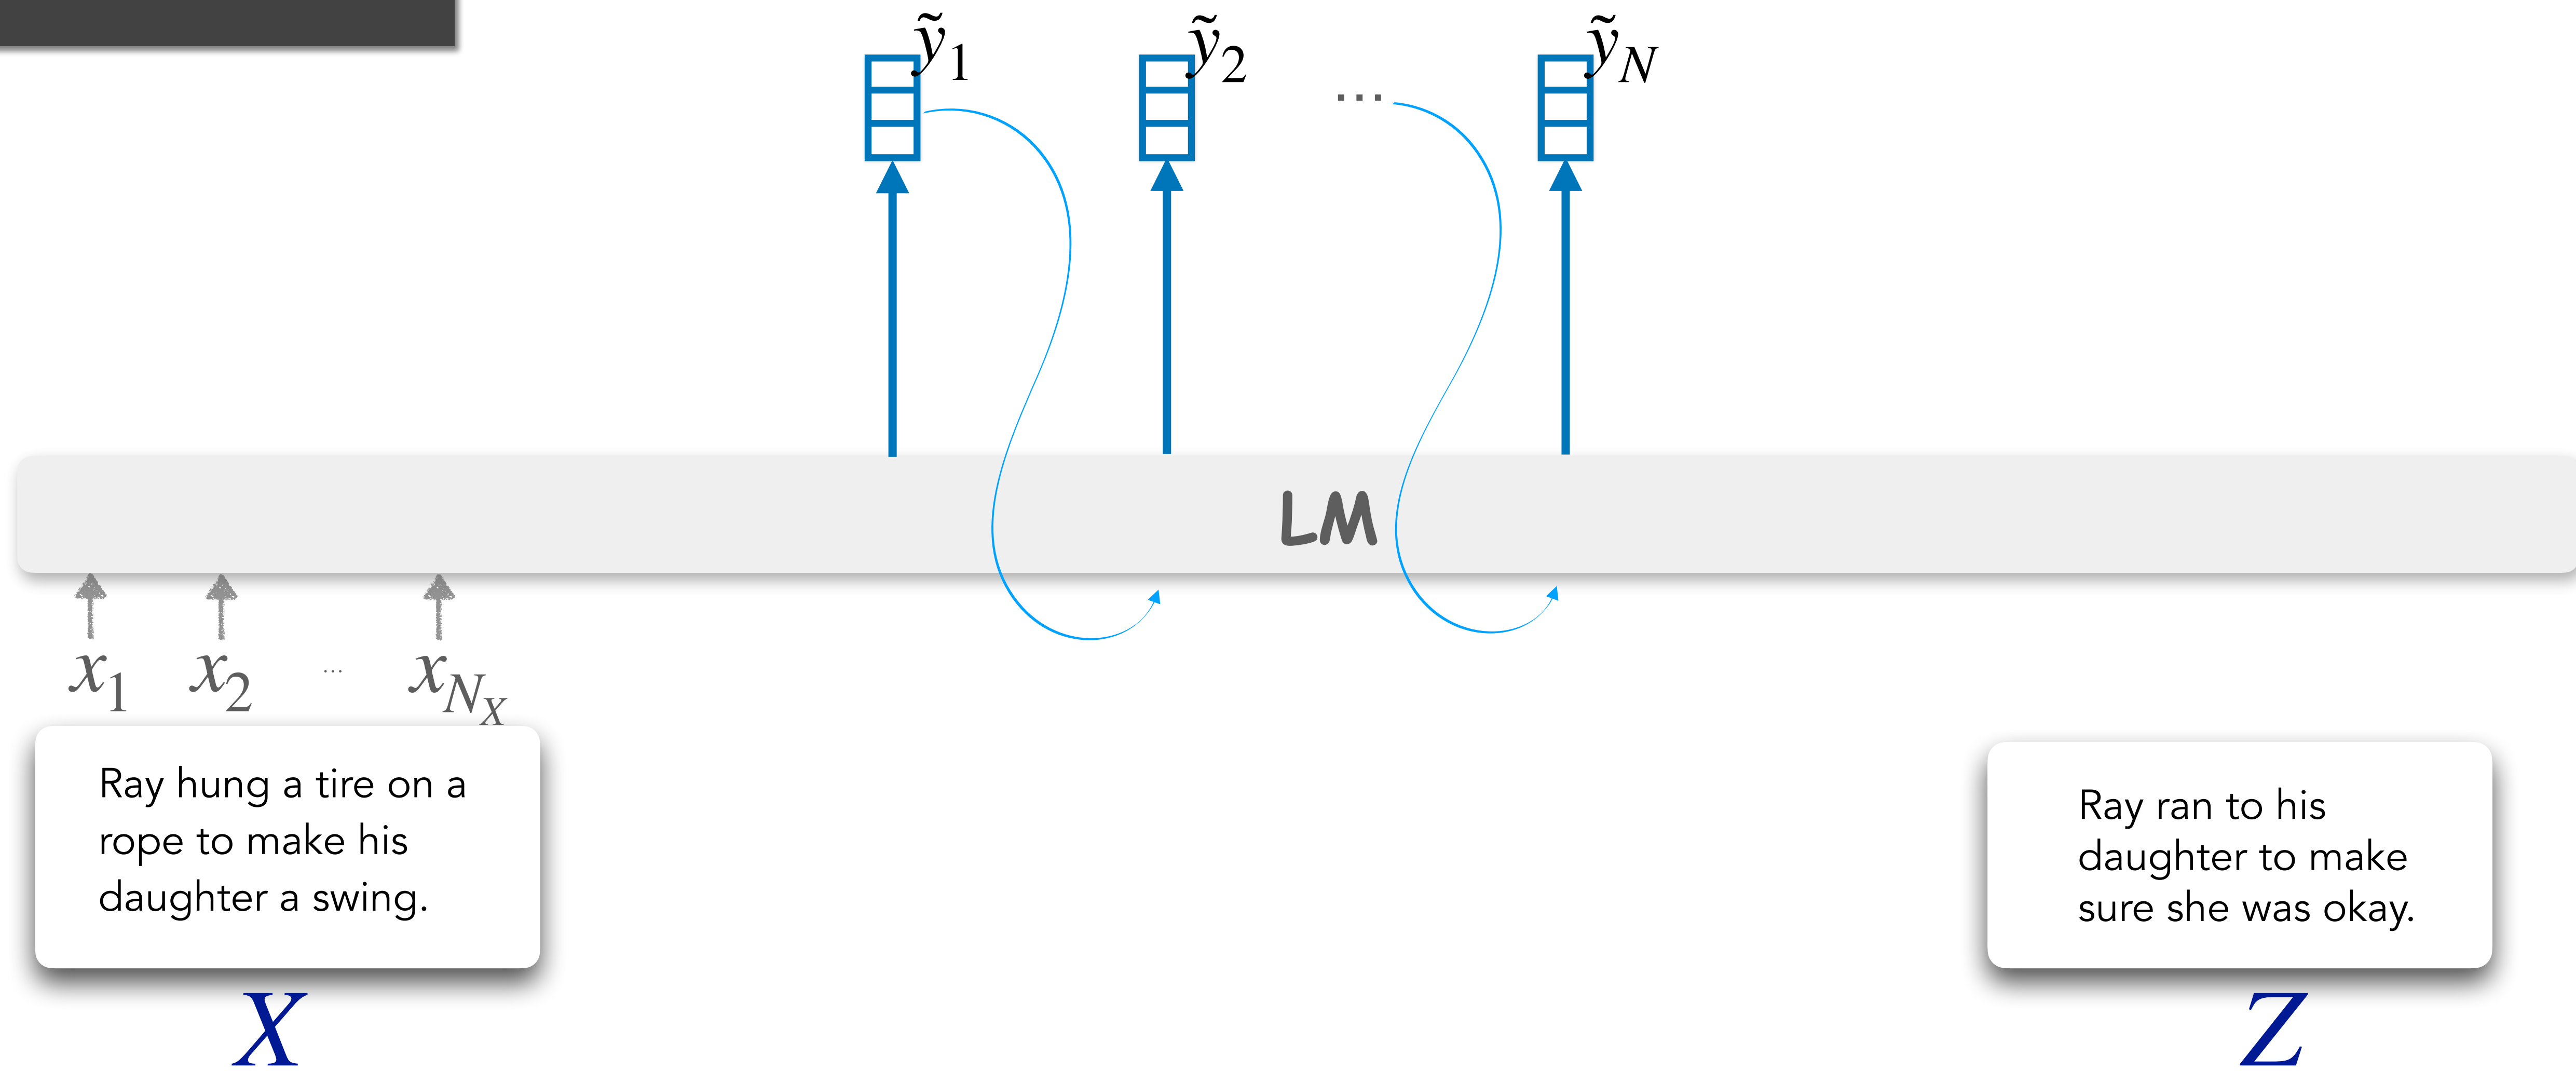 ỹ1 ỹ2 ... ỹN
LM
x1 x2 ... xNX
Ray hung a tire on a
rope to make his
daughter a swing.
X
Ray ran to his
daughter to make
sure she was okay.
Z